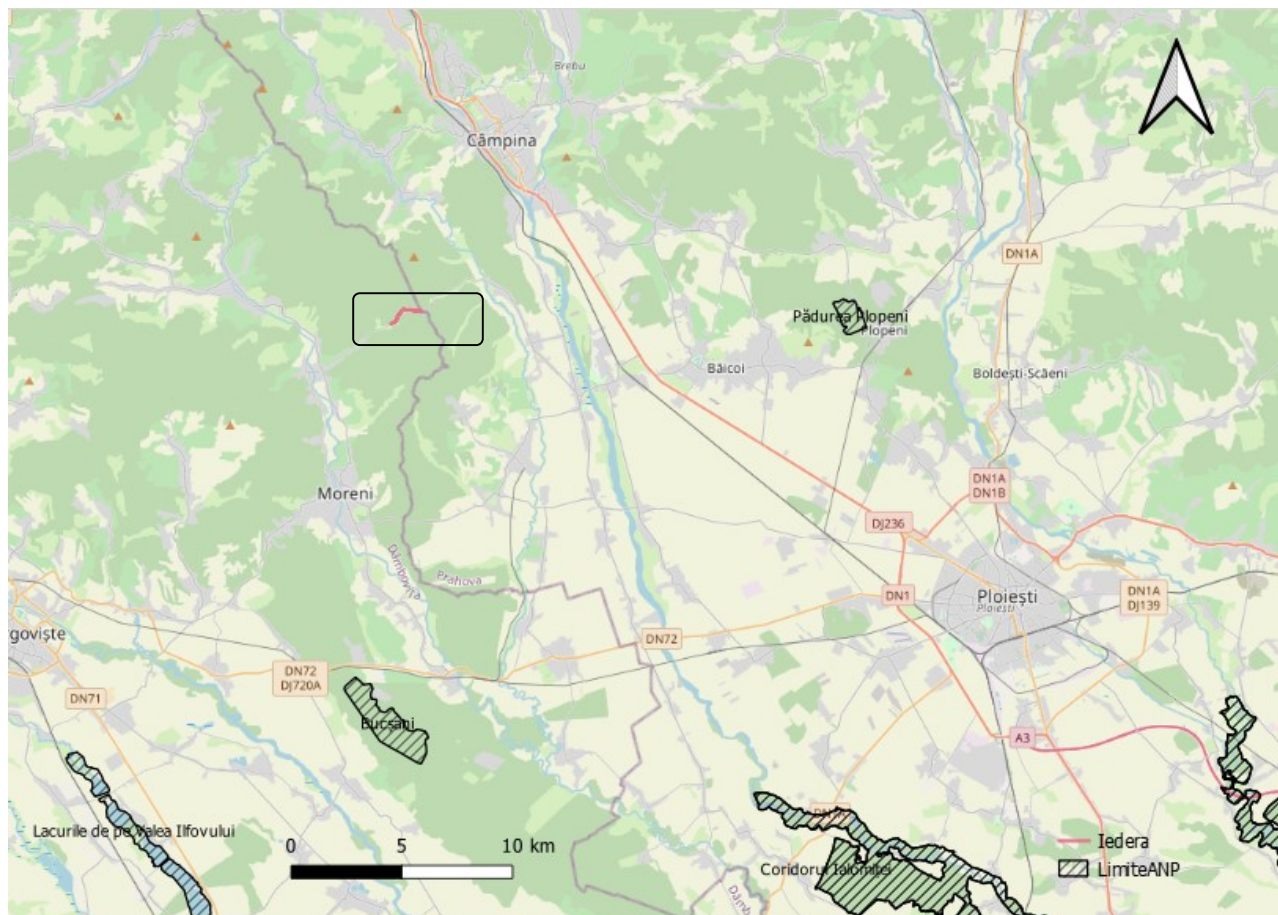 Brebu
Câmpina
DN1A
Pădurea Plopeni
Plopeni
Băicoi
Boldești-Scăeni
Moreni
DN1A
DN1B
DJ236
Dâmbovița
Prahova
DN1
Ploiești
Ploiești
DN1A
DJ139
goviște
DN72
DN72
DJ720A
DN71
Bucșani
A3
Lacurile de pe Valea Ilfovului
0 5 10 km
Iedera
Coridorul Ialomiței
LimiteANP